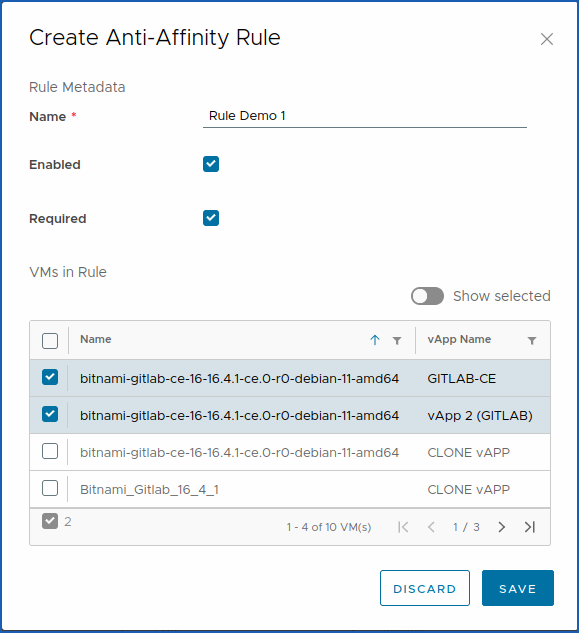 Create Anti-Affinity Rule
Rule Metadata
Name *
Rule Demo 1
Enabled
Required
VMs in Rule
Show selected
Name
vApp Name
bitnami-gitlab-ce-16-16.4.1-ce.0-r0-debian-11-amd64
GITLAB-CE
bitnami-gitlab-ce-16-16.4.1-ce.0-r0-debian-11-amd64
vApp 2 (GITLAB)
bitnami-gitlab-ce-16-16.4.1-ce.0-r0-debian-11-amd64
CLONE vAPP
Bitnami_Gitlab_16_4_1
CLONE vAPP
2
1 - 4 of 10 VM(s)
1 / 3
DISCARD
SAVE